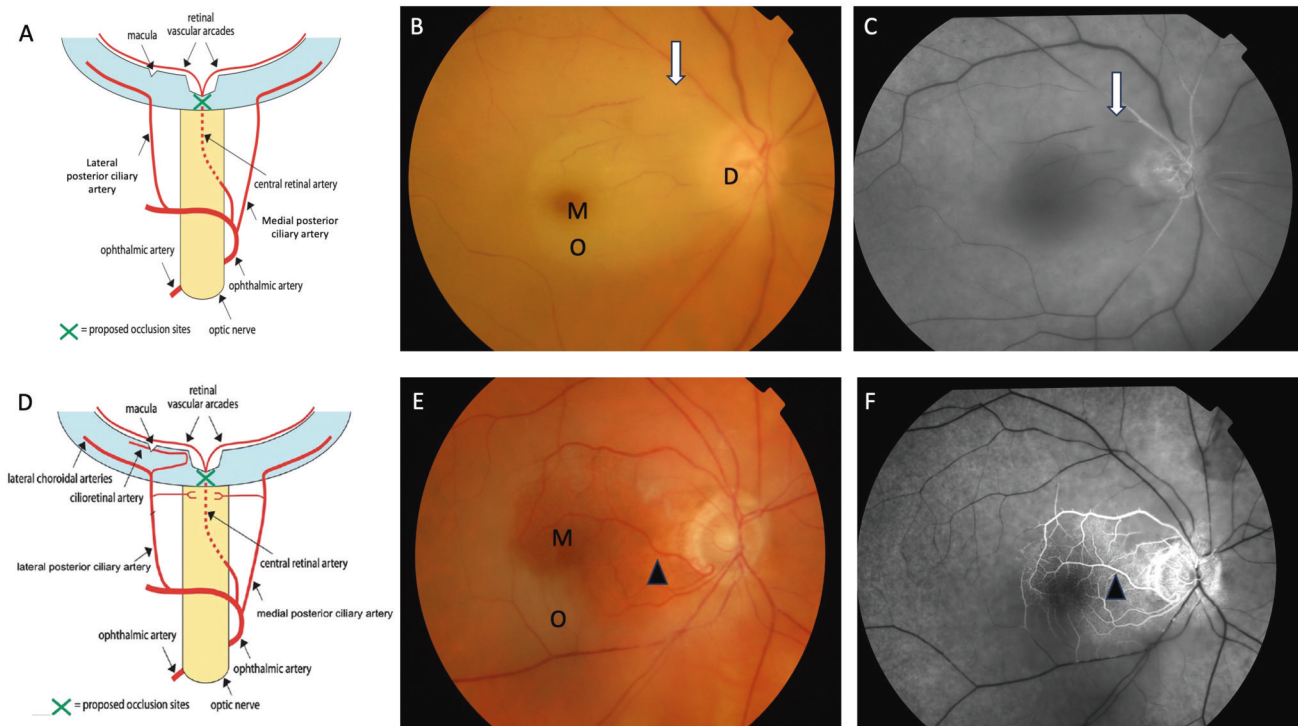 A
retinal
vascular arcades
macula
Lateral
posterior ciliary
artery
central retinal artery
Medial posterior
ciliary artery
ophthalmic artery
ophthalmic artery
X = proposed occlusion sites
optic nerve
B
D
M
O
C
D
retinal
vascular arcades
macula
lateral choroidal arteries
cilioretinal artery
central retinal artery
lateral posterior ciliary artery
medial posterior ciliary artery
ophthalmic artery
ophthalmic artery
X = proposed occlusion sites
optic nerve
E
M
O
F